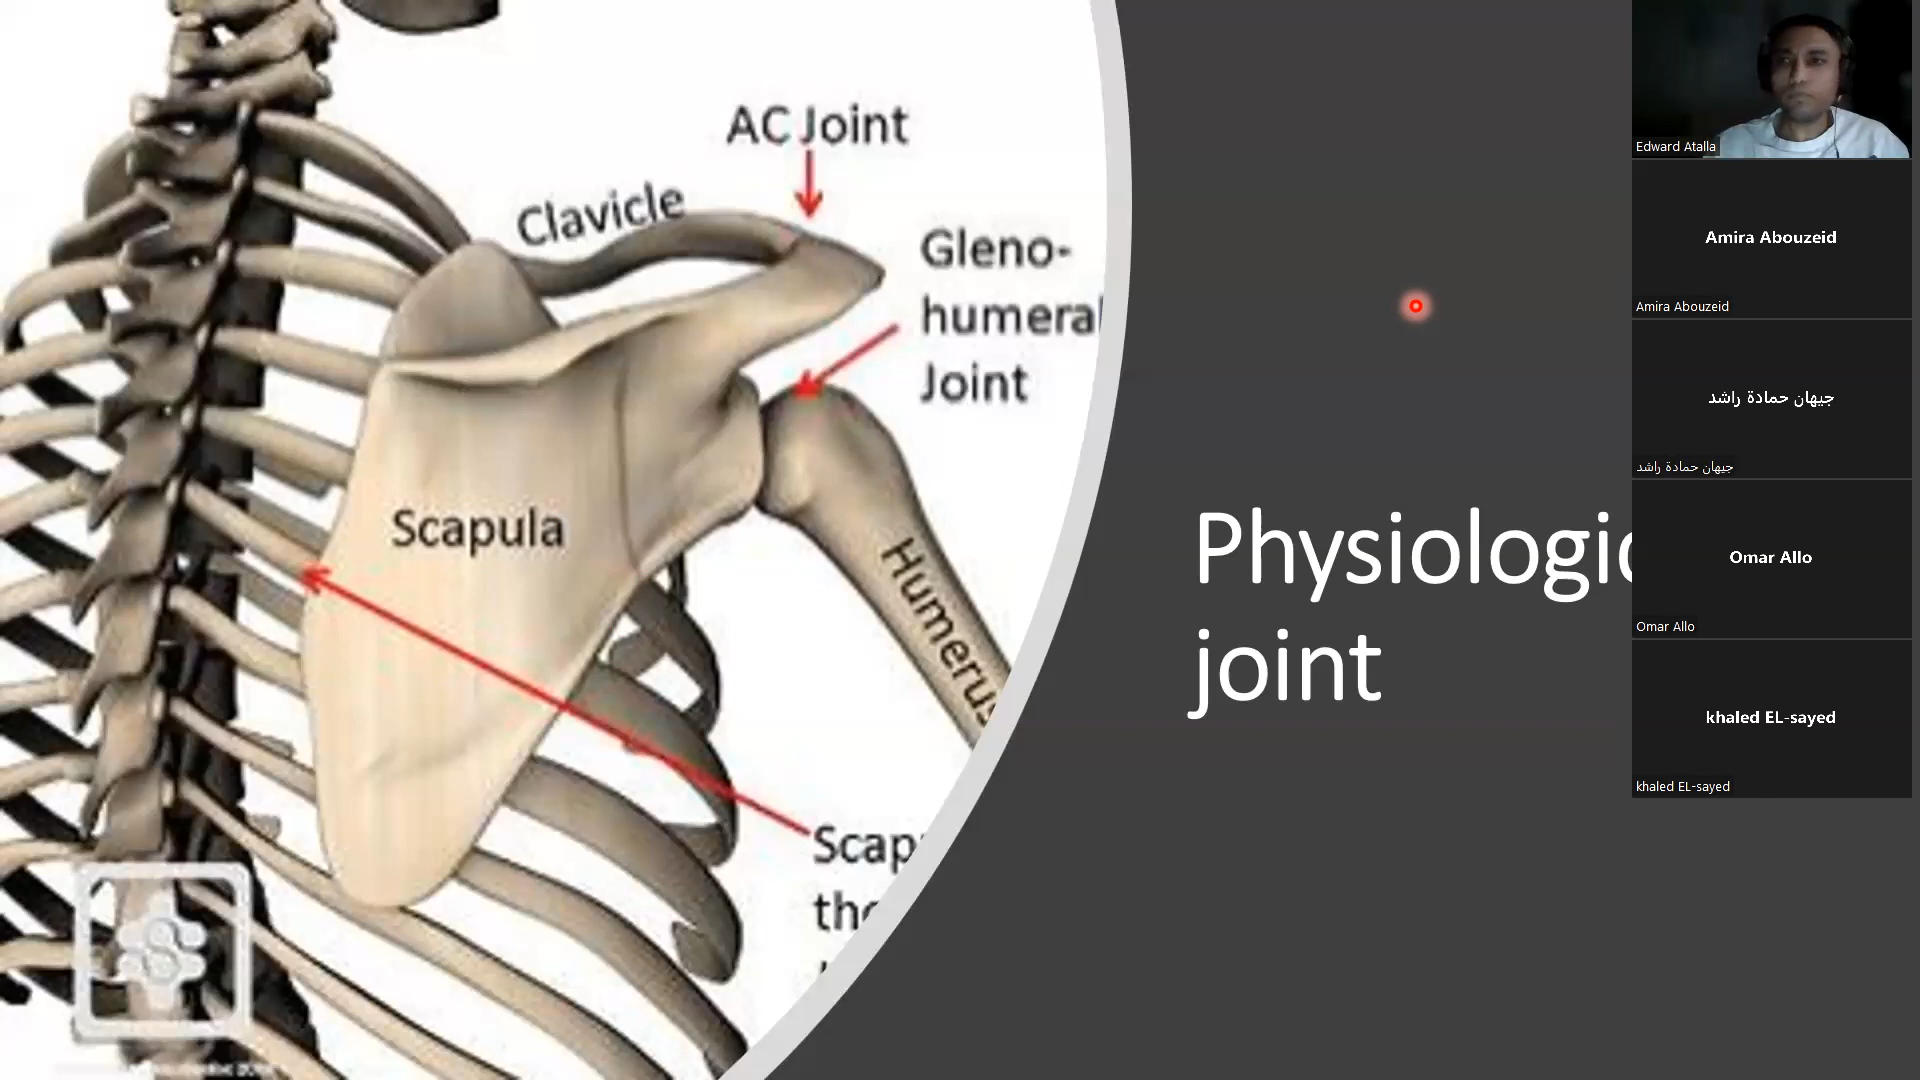 AC Joint
Clavicle
Gleno-
humeral
Joint
Scapula
Humerus
Physiologic
joint
Edward Atalla
Amira Abouzeid
Amira Abouzeid
جيهان حمادة راشد
جيهان حمادة راشد
Omar Allo
Omar Allo
khaled EL-sayed
khaled EL-sayed